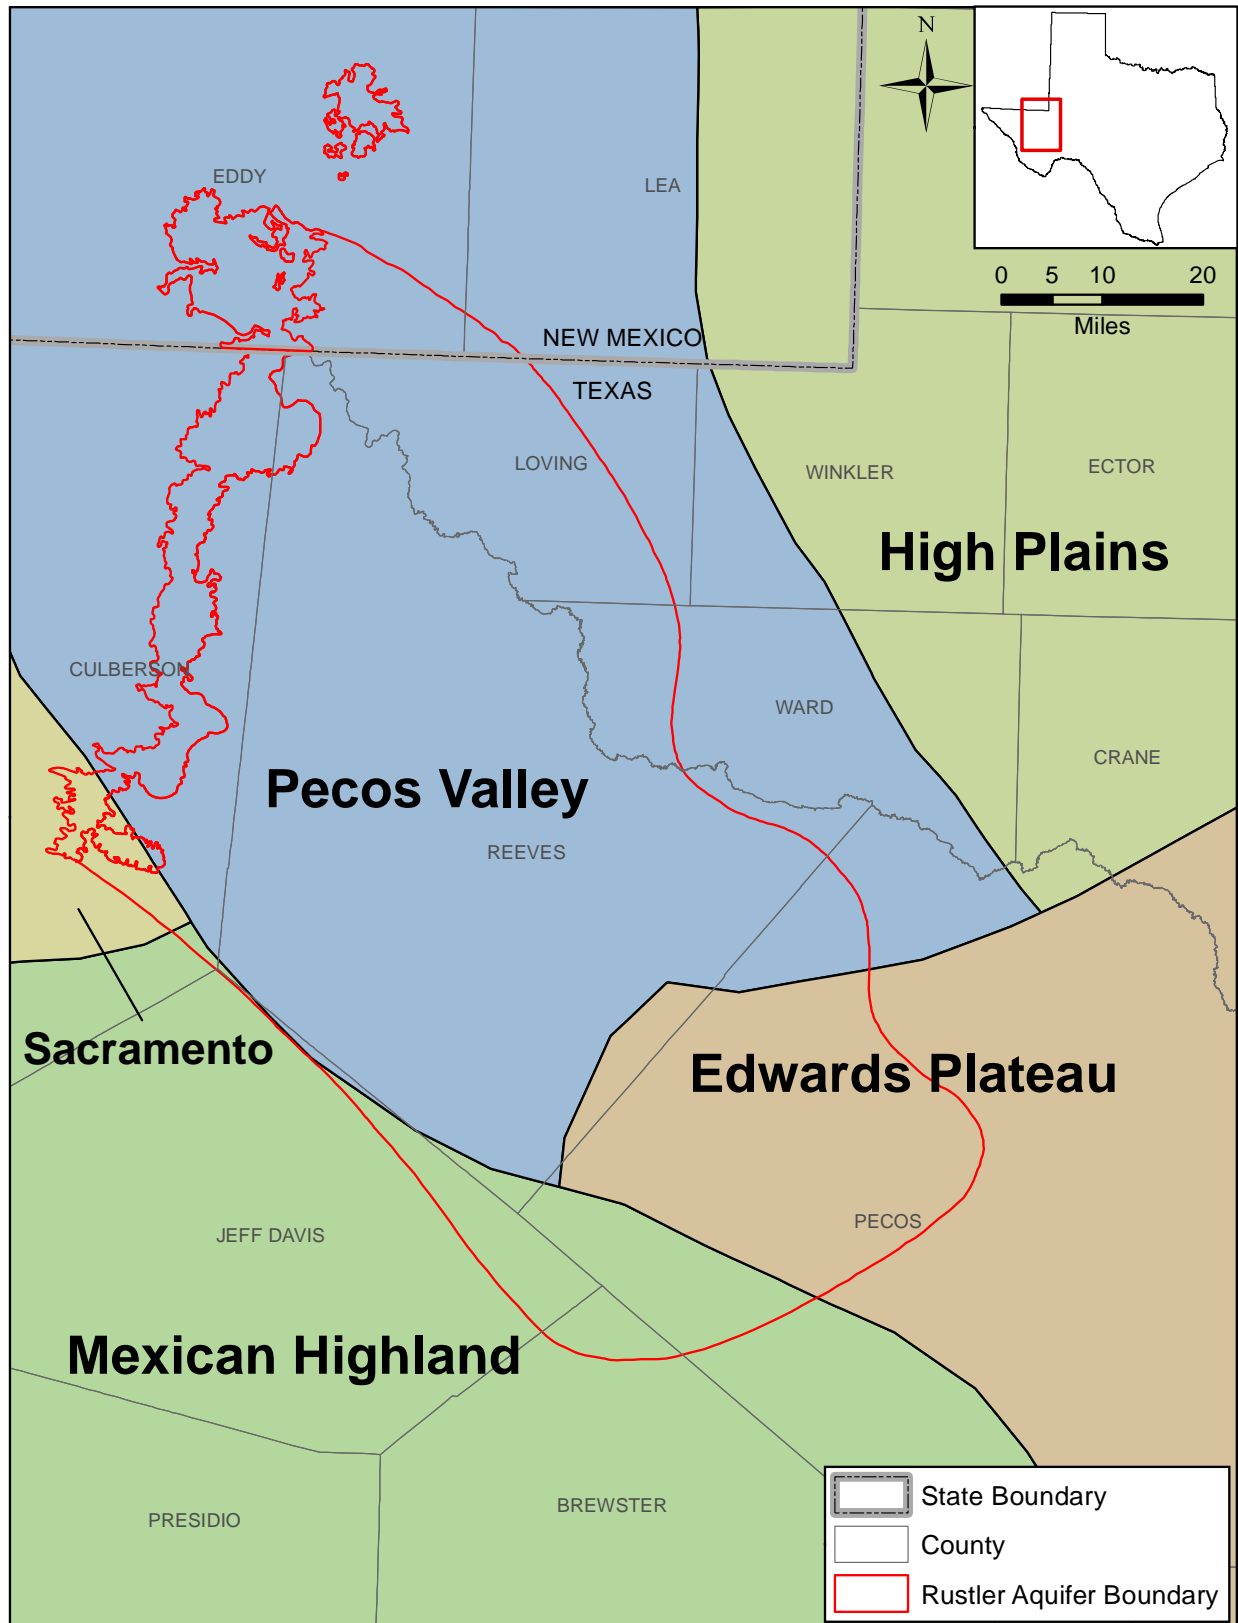 N
EDDY
LEA
0 5 10 20
Miles
NEW MEXICO
TEXAS
LOVING
WINKLER
ECTOR
High Plains
CULBERSON
WARD
CRANE
Pecos Valley
REEVES
Sacramento
Edwards Plateau
PECOS
JEFF DAVIS
Mexican Highland
PRESIDIO
BREWSTER
State Boundary
County
Rustler Aquifer Boundary